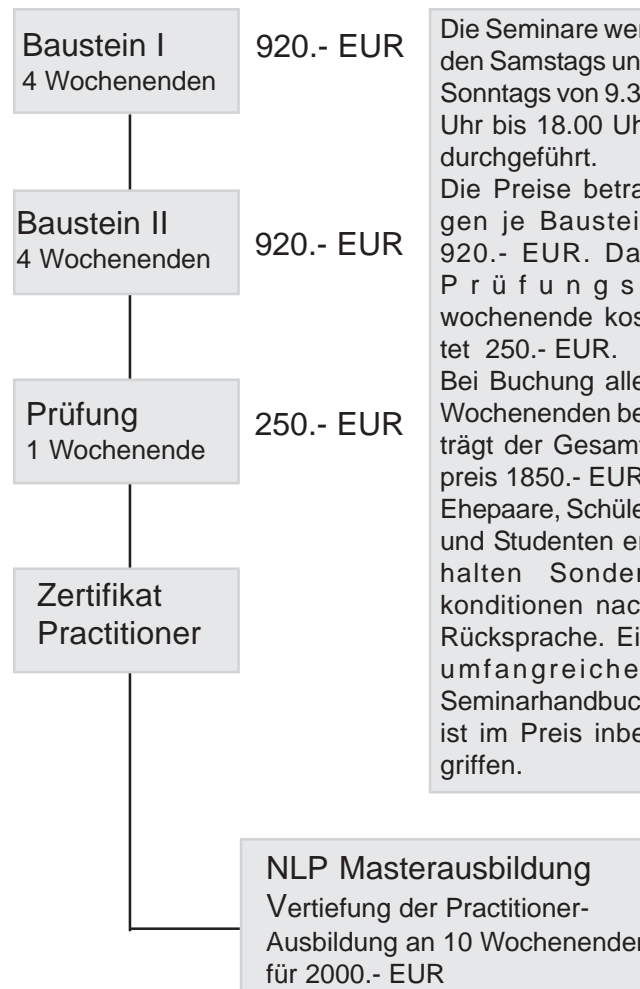 Baustein I
4 Wochenenden
920.- EUR
Baustein II
4 Wochenenden
920.- EUR
Prüfung
1 Wochenende
250.- EUR
Zertifikat
Practitioner
Die Seminare wer
den Samstags un
Sonntags von 9.3
Uhr bis 18.00 Uh
durchgeführt.
Die Preise betra
gen je Baustei
920.- EUR. Da
Prüfungs
wochenende kos
tet 250.- EUR.
Bei Buchung alle
Wochenenden be
trägt der Gesamt
preis 1850.- EUR
Ehepaare, Schüle
und Studenten er
halten Sonder
konditionen nac
Rücksprache. Ei
umfangreiche
Seminarhandbuc
ist im Preis inbe
griffen.
NLP Masterausbildung
Vertiefung der Practitioner-
Ausbildung an 10 Wochenenden
für 2000.- EUR